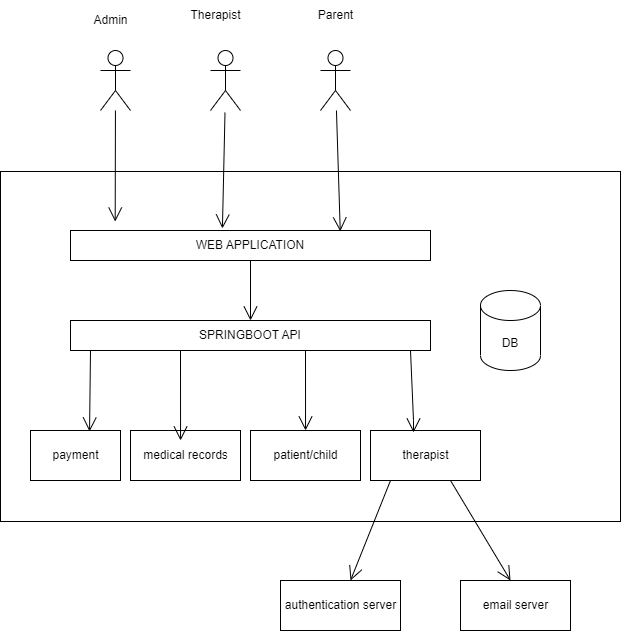 Admin
Therapist
Parent
WEB APPLICATION
SPRINGBOOT API
DB
payment
medical records
patient/child
therapist
authentication server
email server